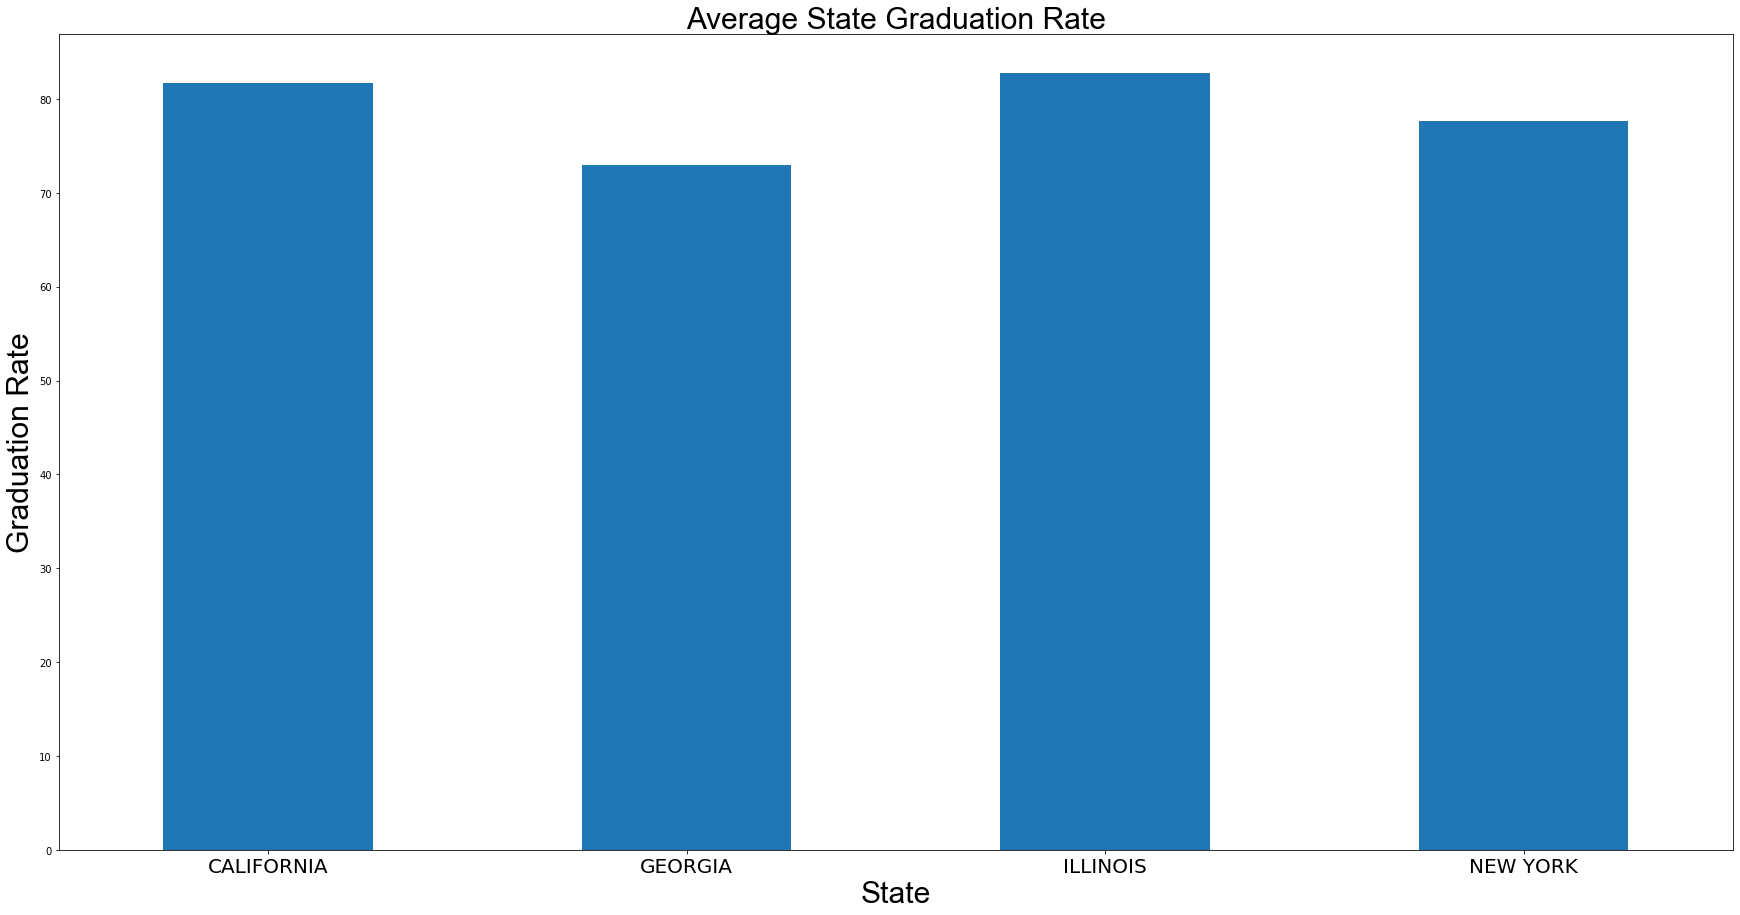 Average State Graduation Rate
Graduation Rate
80
70
60
50
40
30
20
10
0
CALIFORNIA
GEORGIA
ILLINOIS
NEW YORK
State